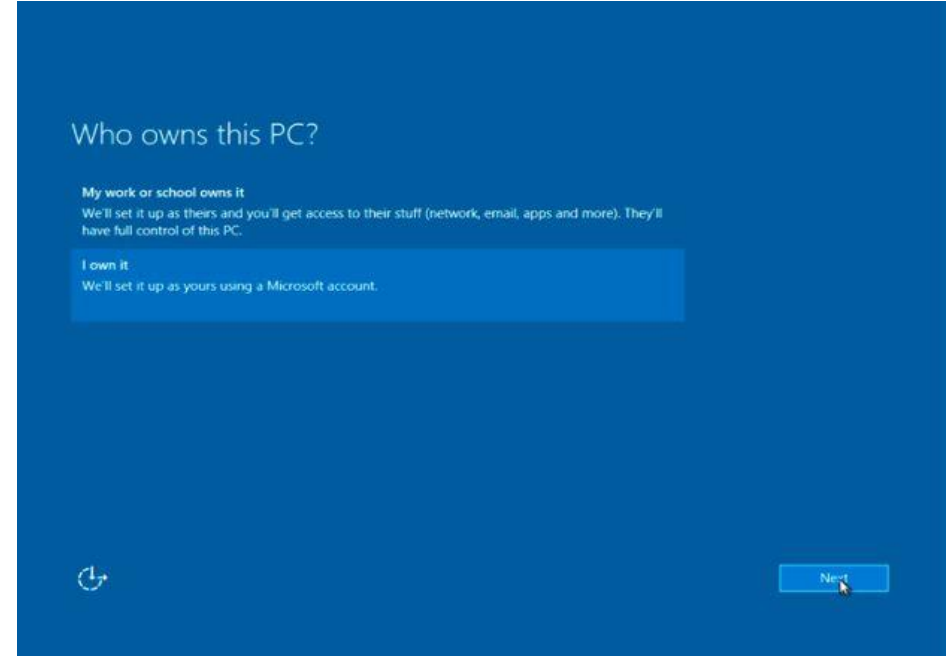 Who owns this PC?
My work or school owns it
We'll set it up as theirs and you'll get access to their stuff (network, email, apps and more). They'll
have full control of this PC.
I own it
We'll set it up as yours using a Microsoft account.
Next